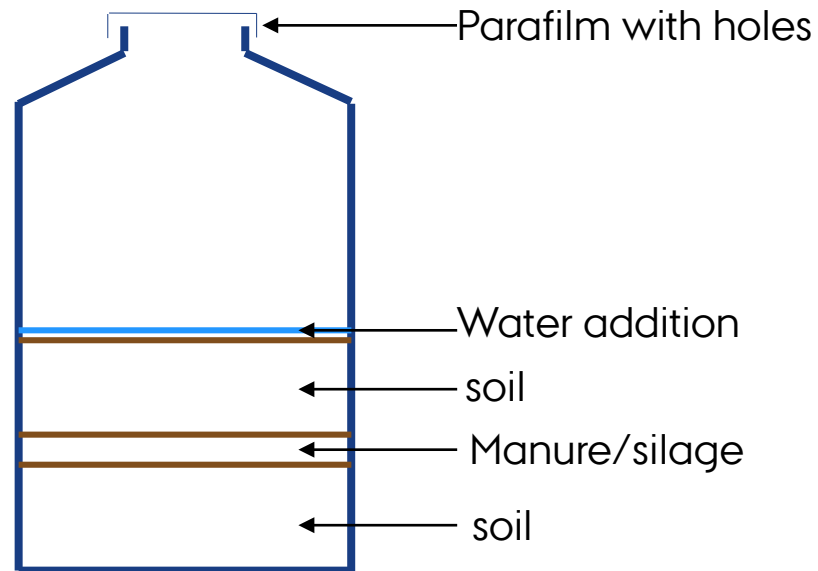 Parafilm with holes
Water addition
soil
Manure/silage
soil